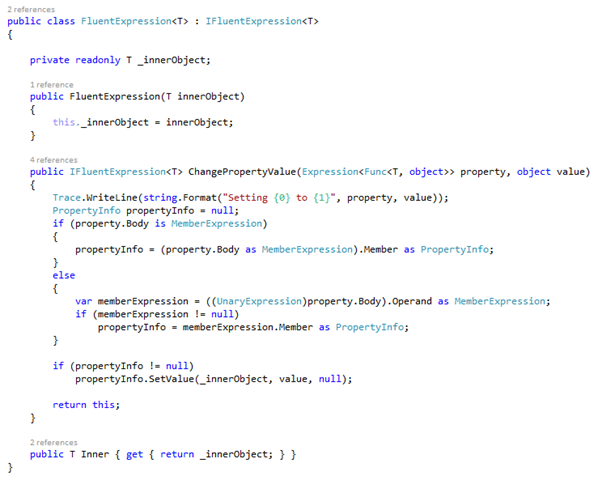 2 references
public class FluentExpression<T> : IFluentExpression<T>
{
private readonly T _innerObject;
1 reference
public FluentExpression(T innerObject)
{
this._innerObject = innerObject;
}
4 references
public IFluentExpression<T> ChangePropertyValue(Expression<Func<T, object>> property, object value)
{
Trace.WriteLine(string.Format("Setting {0} to {1}", property, value));
PropertyInfo propertyInfo = null;
if (property.Body is MemberExpression)
{
propertyInfo = (property.Body as MemberExpression).Member as PropertyInfo;
}
else
{
var memberExpression = ((UnaryExpression)property.Body).Operand as MemberExpression;
if (memberExpression != null)
propertyInfo = memberExpression.Member as PropertyInfo;
}
if (propertyInfo != null)
propertyInfo.SetValue(_innerObject, value, null);
return this;
}
2 references
public T Inner { get { return _innerObject; } }
}